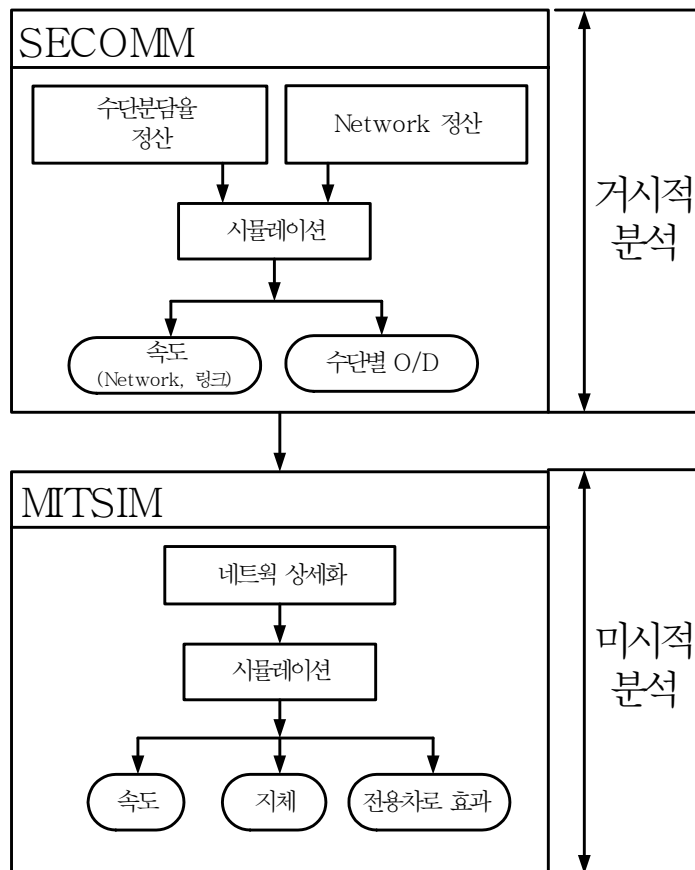 SECOMM
수단분담율
정산
Network 정산
시뮬레이션
속도
(Network, 링크)
수단별 O/D
거시적
분석
MITSIM
네트웍 상세화
시뮬레이션
속도
지체
전용차로 효과
미시적
분석